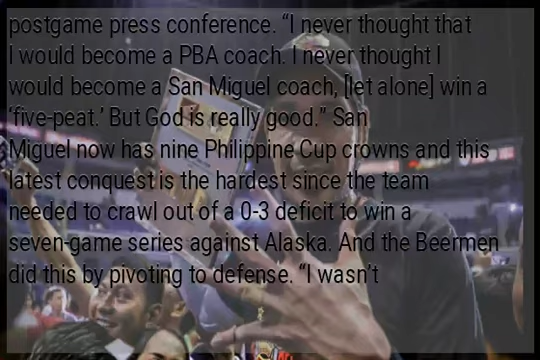 postgame press conference. “I never thought that
I would become a PBA coach. I never thought I
would become a San Miguel coach, [let alone] win a
‘five-peat.’ But God is really good.” San
Miguel now has nine Philippine Cup crowns and this
latest conquest is the hardest since the team
needed to crawl out of a 0-3 deficit to win a
seven-game series against Alaska. And the Beermen
did this by pivoting to defense. “I wasn’t